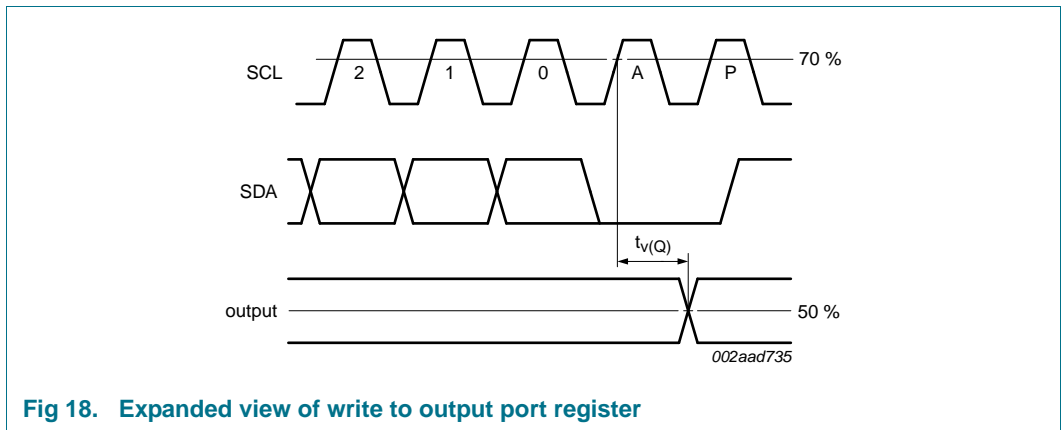 SCL 2 1 0 A P 70 %
SDA
tv(Q)
output 50 %
002aad735
Fig 18. Expanded view of write to output port register